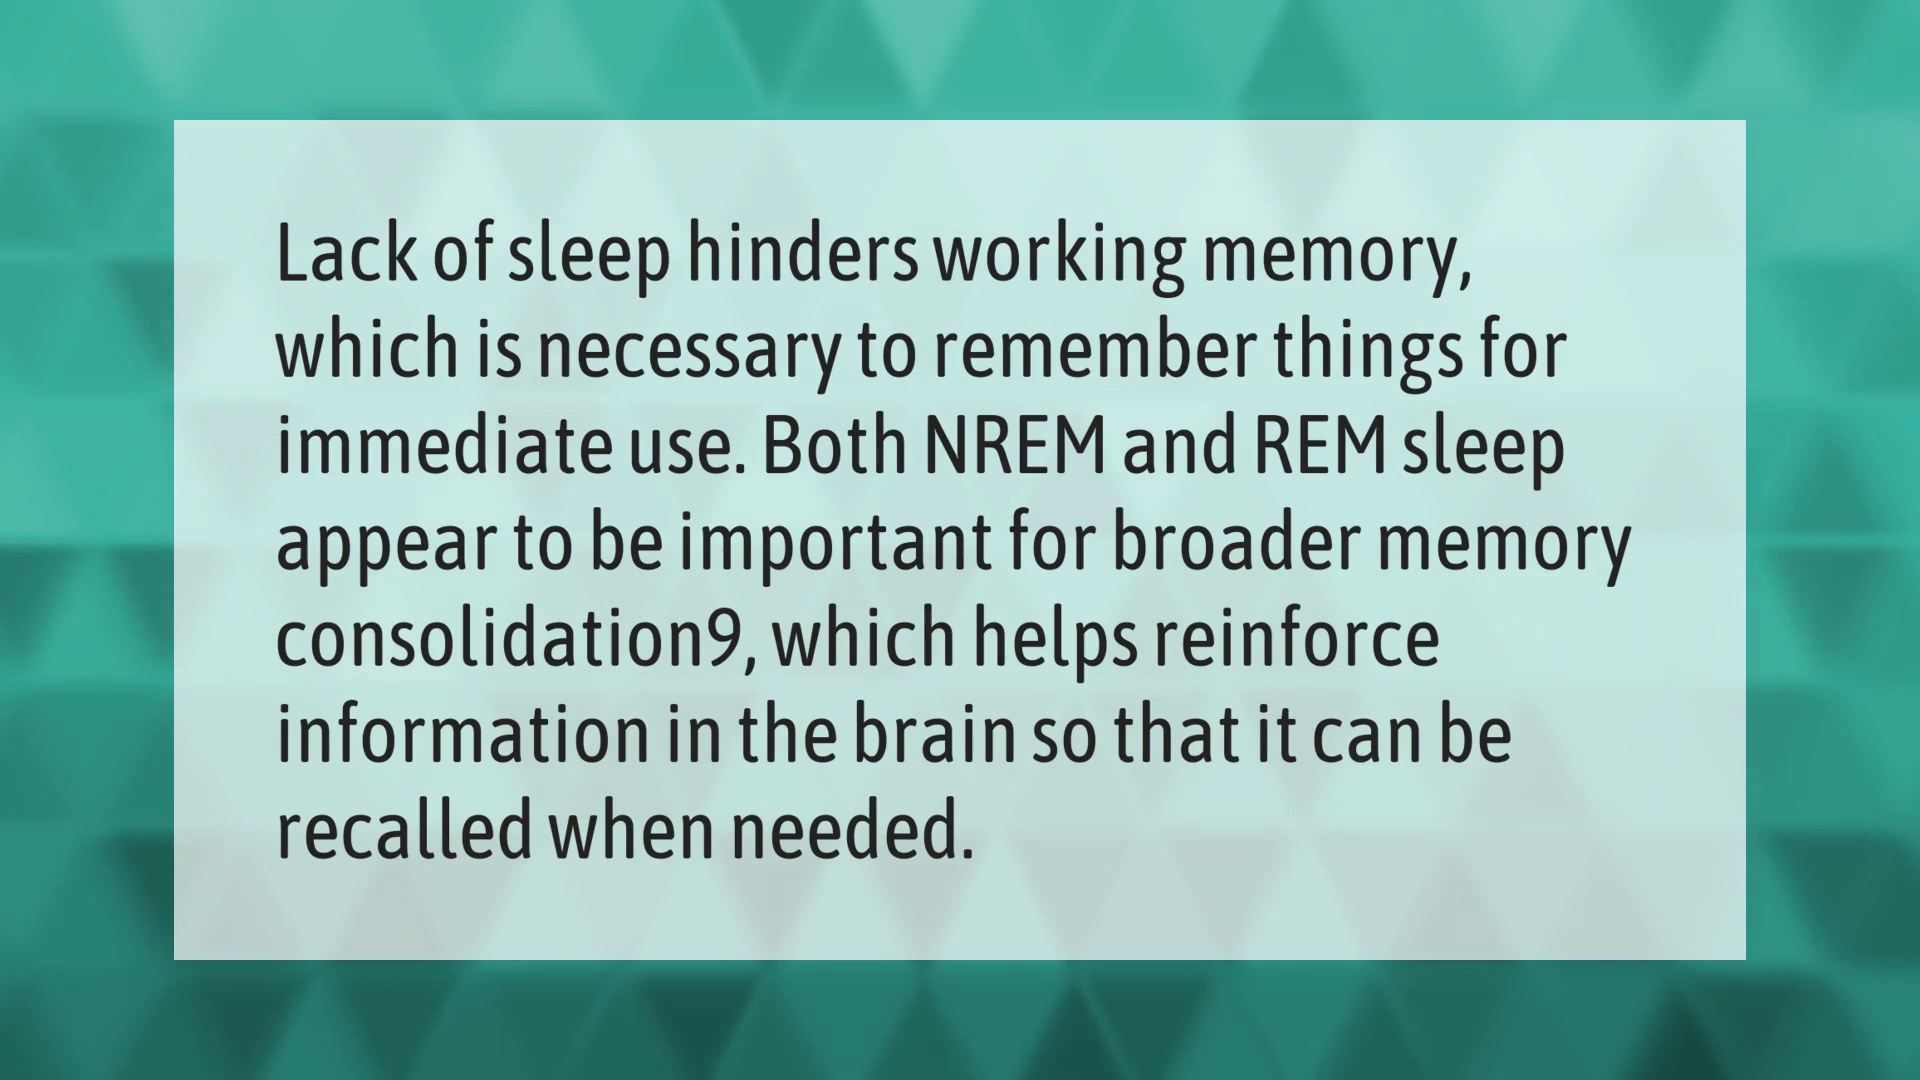 Lack of sleep hinders working memory,
which is necessary to remember things for
immediate use. Both NREM and REM sleep
appear to be important for broader memory
consolidation9, which helps reinforce
information in the brain so that it can be
recalled when needed.